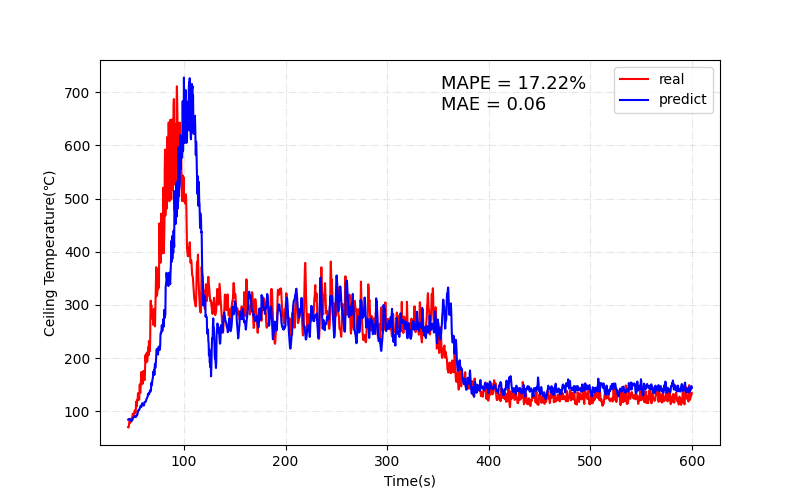 MAPE = 17.22%
MAE = 0.06
real
predict
Ceiling Temperature(℃)
700
600
500
400
300
200
100
100 200 300 400 500 600
Time(s)